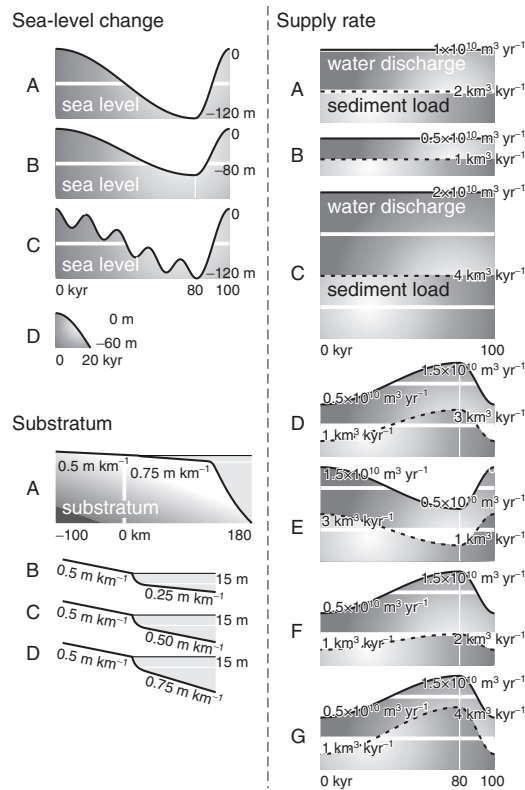 Sea-level change
A
0
sea level
−120 m
B
0
sea level
−80 m
C
0
sea level
−120 m
0 kyr
80
100
D
0 m
−60 m
0
20 kyr
Substratum
A
0.5 m km⁻¹
0.75 m km⁻¹
substratum
−100
0 km
180
B
0.5 m km⁻¹
15 m
0.25 m km⁻¹
C
0.5 m km⁻¹
15 m
0.50 m km⁻¹
D
0.5 m km⁻¹
15 m
0.75 m km⁻¹
Supply rate
A
1×10¹⁰ m³ yr⁻¹
water discharge
2 km³ kyr⁻¹
sediment load
B
0.5×10¹⁰ m³ yr⁻¹
1 km³ kyr⁻¹
C
2×10¹⁰ m³ yr⁻¹
water discharge
4 km³ kyr⁻¹
sediment load
0 kyr
100
D
1.5×10¹⁰ m³ yr⁻¹
0.5×10¹⁰ m³ yr⁻¹
3 km³ kyr⁻¹
1 km³ kyr⁻¹
E
1.5×10¹⁰ m³ yr⁻¹
0.5×10¹⁰ m³ yr⁻¹
3 km³ kyr⁻¹
1 km³ kyr⁻¹
F
1.5×10¹⁰ m³ yr⁻¹
0.5×10¹⁰ m³ yr⁻¹
1 km³ kyr⁻¹
2 km³ kyr⁻¹
G
1.5×10¹⁰ m³ yr⁻¹
0.5×10¹⁰ m³ yr⁻¹
4 km³ kyr⁻¹
1 km³ kyr⁻¹
0 kyr
80
100